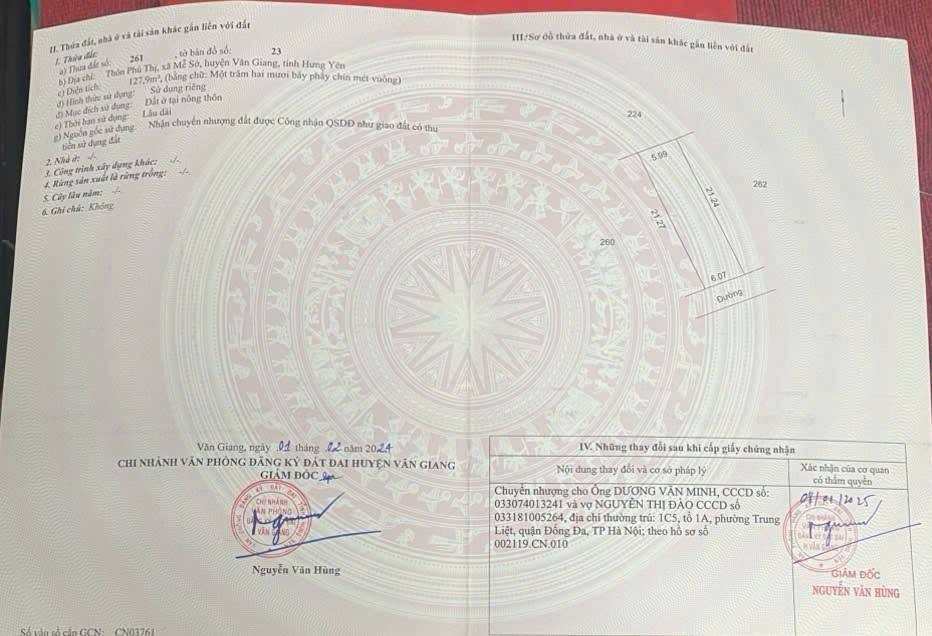 II. Thửa đất, nhà ở và tài sản khác gắn liền với đất
1. Thửa đất:
a) Thửa đất số: 261 , tờ bản đồ số: 23
b) Địa chỉ: Thôn Phú Thị, xã Mễ Sở, huyện Văn Giang, tỉnh Hưng Yên
c) Diện tích: 127,9m², (bằng chữ: Một trăm hai mươi bảy phẩy chín mét vuông)
d) Hình thức sử dụng: Sử dụng riêng
đ) Mục đích sử dụng: Đất ở tại nông thôn
e) Thời hạn sử dụng: Lâu dài
g) Nguồn gốc sử dụng: Nhận chuyển nhượng đất được Công nhận QSDĐ như giao đất có thu
tiền sử dụng đất
2. Nhà ở: -/-
3. Công trình xây dựng khác: -/-
4. Rừng sản xuất là rừng trồng: -/-
5. Cây lâu năm: -/-
6. Ghi chú: Không
III. Sơ đồ thửa đất, nhà ở và tài sản khác gắn liền với đất
224
5.99
262
21.24
21.27
260
6.07
Đường
Văn Giang, ngày 01 tháng 02 năm 2024
CHI NHÁNH VĂN PHÒNG ĐĂNG KÝ ĐẤT ĐAI HUYỆN VĂN GIANG
GIÁM ĐỐC
CHI NHÁNH
VĂN PHÒNG
VĂN GIANG
Nguyễn Văn Hùng
IV. Những thay đổi sau khi cấp giấy chứng nhận
Nội dung thay đổi và cơ sở pháp lý
Xác nhận của cơ quan
có thẩm quyền
Chuyển nhượng cho Ông DƯƠNG VĂN MINH, CCCD số:
033074013241 và vợ NGUYỄN THỊ ĐÀO CCCD số
033181005264, địa chỉ thường trú: 1C5, tổ 1A, phường Trung
Liệt, quận Đống Đa, TP Hà Nội; theo hồ sơ số
002119.CN.010
08/01/2025
GIÁM ĐỐC
NGUYỄN VĂN HÙNG
Số vào sổ cấp GCN: CN03761